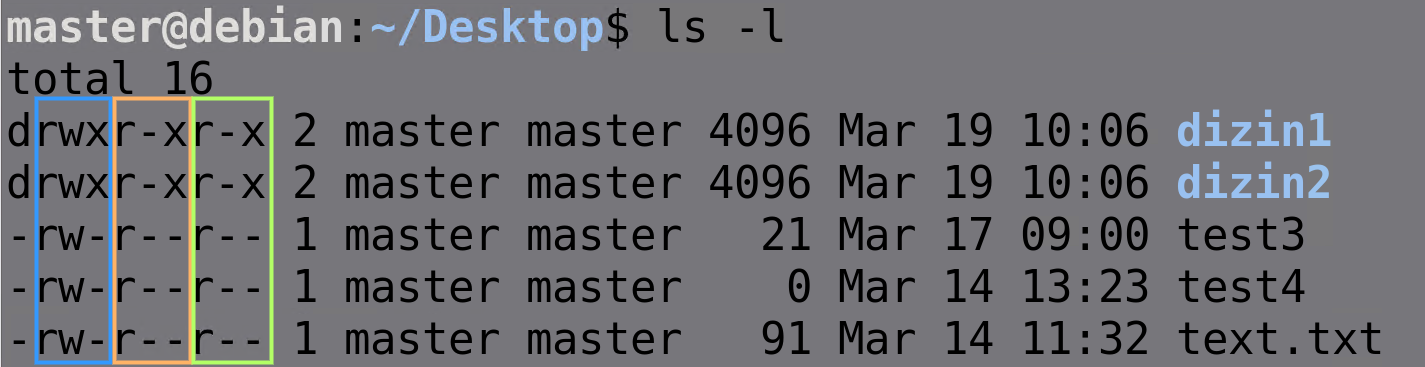 master@debian:~/Desktop$ ls -l
total 16
drwxr-xr-x 2 master master 4096 Mar 19 10:06 dizin1
drwxr-xr-x 2 master master 4096 Mar 19 10:06 dizin2
-rw-r--r-- 1 master master   21 Mar 17 09:00 test3
-rw-r--r-- 1 master master    0 Mar 14 13:23 test4
-rw-r--r-- 1 master master   91 Mar 14 11:32 text.txt